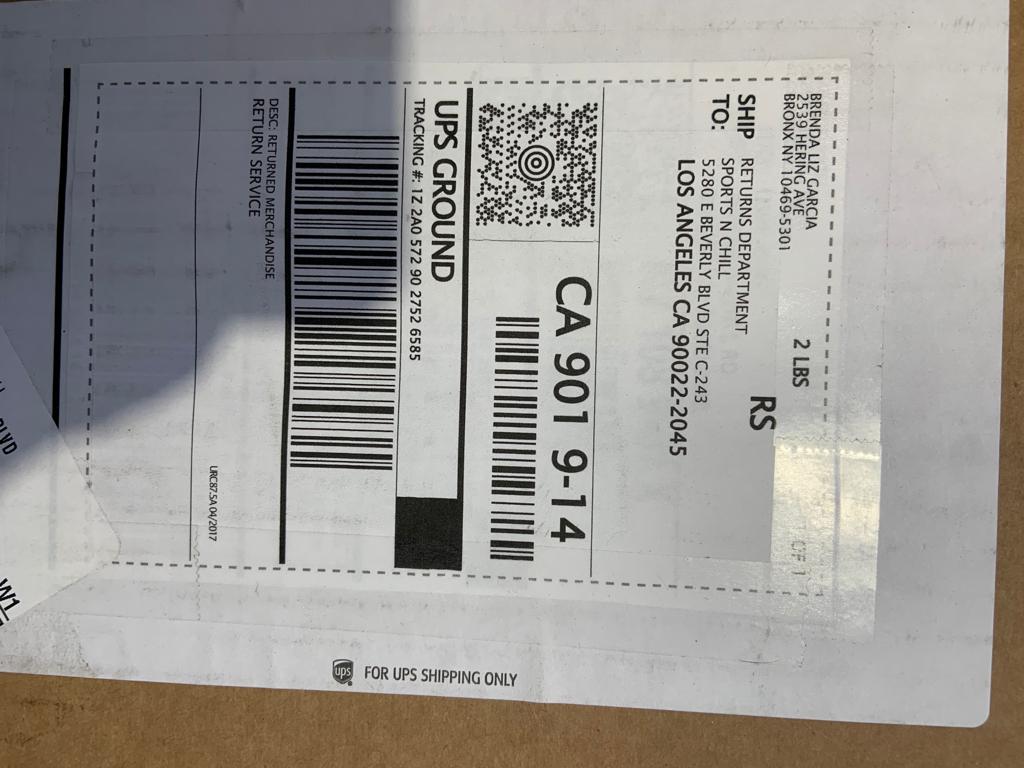 BRENDA LIZ GARCIA
2539 HERING AVE
BRONX NY 10469-5301
2 LBS
OF 1
RS
SHIP TO:
RETURNS DEPARTMENT
SPORTS N CHILL
5280 E BEVERLY BLVD STE C-243
LOS ANGELES CA 90022-2045
CA 901 9-14
UPS GROUND
TRACKING #: 1Z 2A0 572 90 2752 6585
DESC: RETURNED MERCHANDISE
RETURN SERVICE
URC87.5A 04/2017
ups FOR UPS SHIPPING ONLY
BLVD
W1